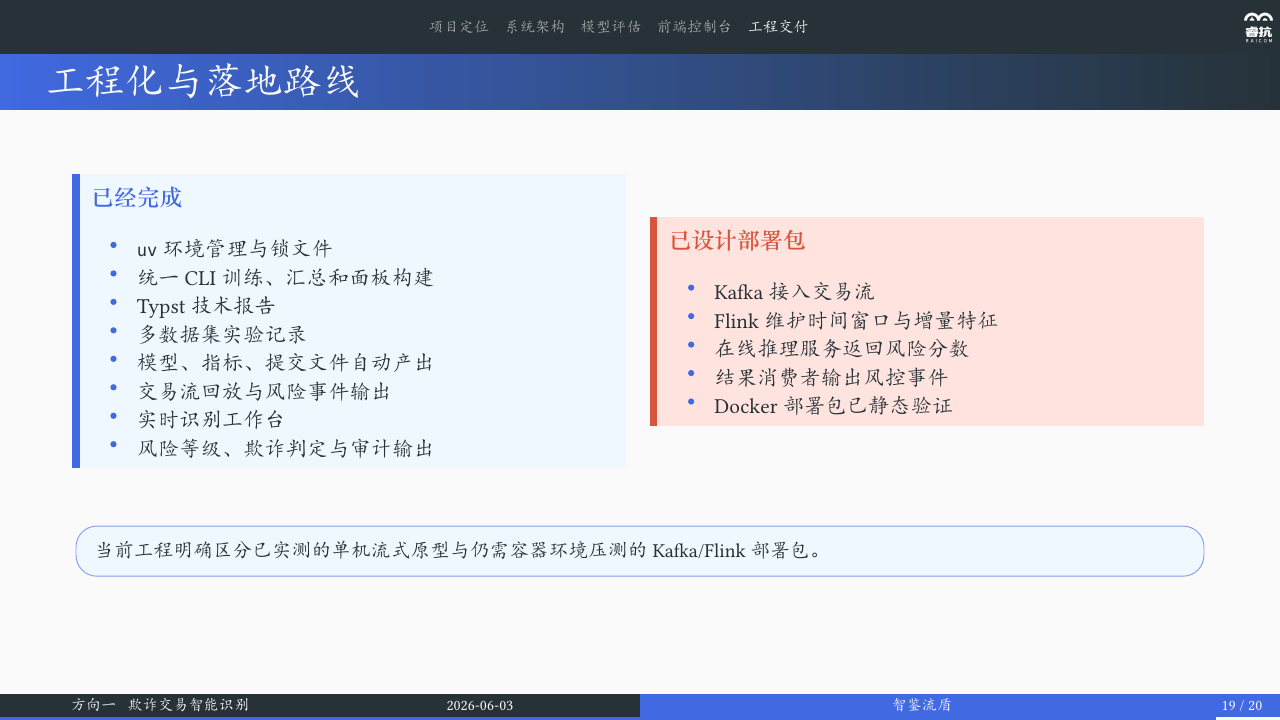 项目定位 系统架构 模型评估 前端控制台 工程交付
睿抗
RAICOM
工程化与落地路线
已经完成
• uv 环境管理与锁文件
• 统一 CLI 训练、汇总和面板构建
• Typst 技术报告
• 多数据集实验记录
• 模型、指标、提交文件自动产出
• 交易流回放与风险事件输出
• 实时识别工作台
• 风险等级、欺诈判定与审计输出
已设计部署包
• Kafka 接入交易流
• Flink 维护时间窗口与增量特征
• 在线推理服务返回风险分数
• 结果消费者输出风控事件
• Docker 部署包已静态验证
当前工程明确区分已实测的单机流式原型与仍需容器环境压测的 Kafka/Flink 部署包。
方向一 欺诈交易智能识别 2026-06-03 智鉴流盾 19 / 20